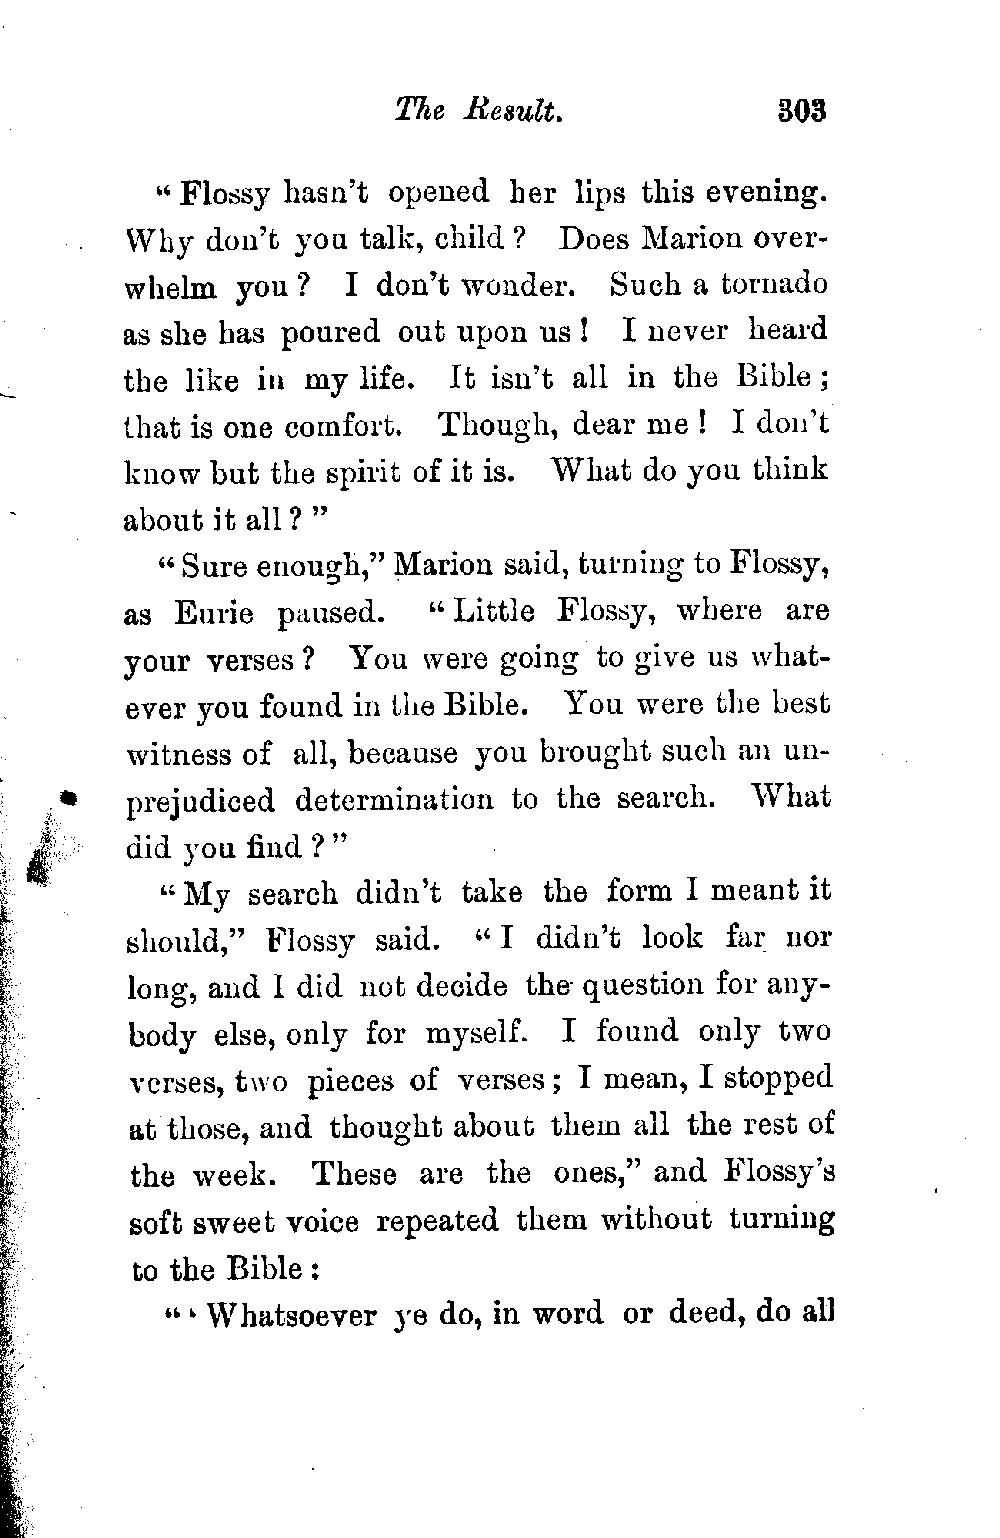 The Result. 303
“ Flossy hasn’t opened her lips this evening.
Why don’t you talk, child ? Does Marion over-
whelm you ? I don’t wonder. Such a tornado
as she has poured out upon us ! I never heard
the like in my life. It isn’t all in the Bible ;
that is one comfort. Though, dear me ! I don’t
know but the spirit of it is. What do you think
about it all ? ”
“ Sure enough,” Marion said, turning to Flossy,
as Eurie paused. “ Little Flossy, where are
your verses ? You were going to give us what-
ever you found in the Bible. You were the best
witness of all, because you brought such an un-
prejudiced determination to the search. What
did you find ? ”
“ My search didn’t take the form I meant it
should,” Flossy said. “ I didn’t look far nor
long, and I did not decide the question for any-
body else, only for myself. I found only two
verses, two pieces of verses ; I mean, I stopped
at those, and thought about them all the rest of
the week. These are the ones,” and Flossy’s
soft sweet voice repeated them without turning
to the Bible :
“ ‘ Whatsoever ye do, in word or deed, do all